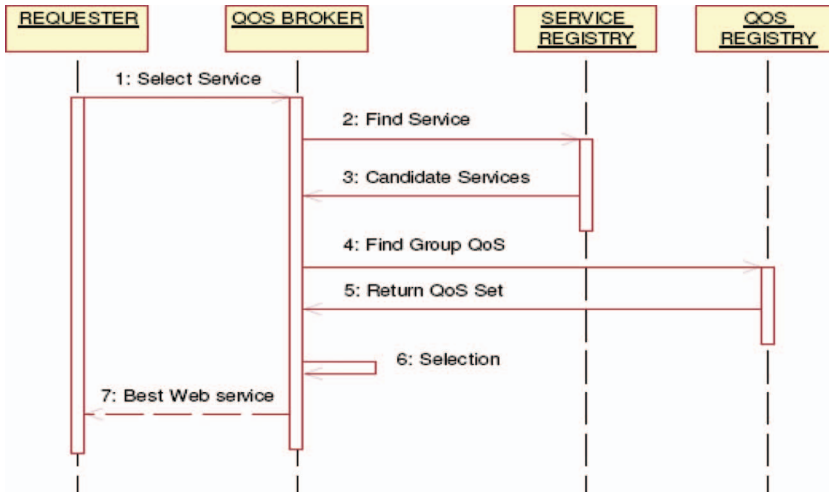 REQUESTER
QOS BROKER
SERVICE
REGISTRY
QOS
REGISTRY
1: Select Service
2: Find Service
3: Candidate Services
4: Find Group QoS
5: Return QoS Set
6: Selection
7: Best Web service